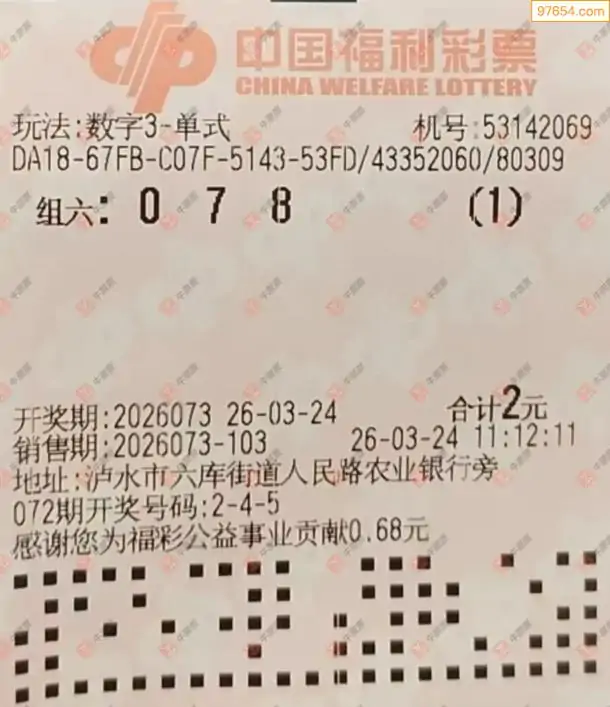 97654.com
中国福利彩票
CHINA WELFARE LOTTERY
玩法:数字3-单式 机号:53142069
DA18-67FB-C07F-5143-53FD/43352060/80309
组六: 0 7 8 (1)
开奖期:2026073 26-03-24 合计2元
销售期:2026073-103 26-03-24 11:12:11
地址:泸水市六库街道人民路农业银行旁
072期开奖号码:2-4-5
感谢您为福彩公益事业贡献0.68元